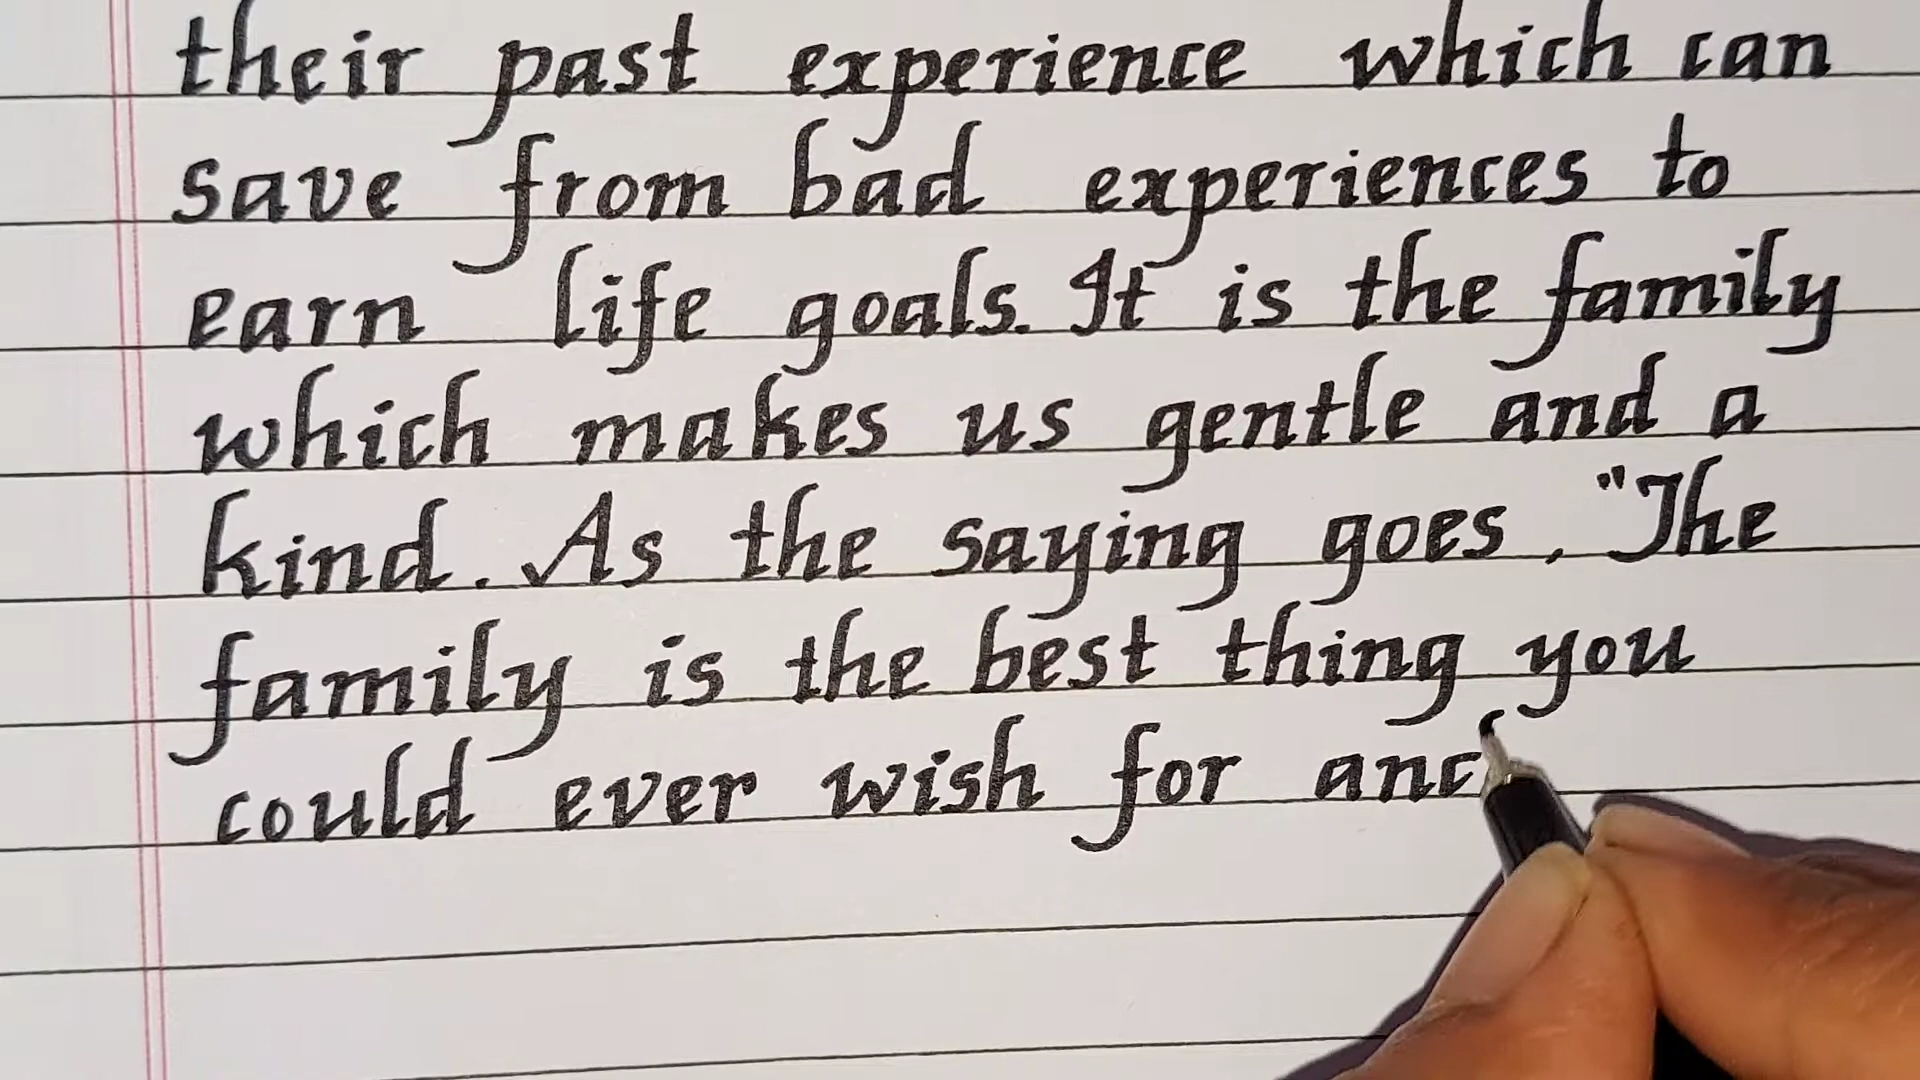 their past experience which can
save from bad experiences to
earn life goals. It is the family
which makes us gentle and a
kind. As the saying goes, "The
family is the best thing you
could ever wish for and